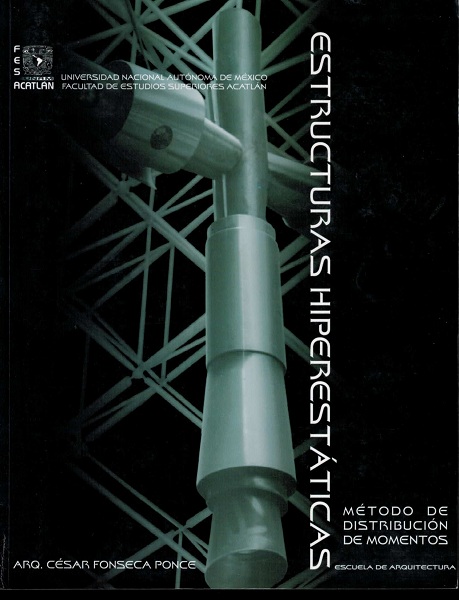 F
E
S
ACATLÁN
UNIVERSIDAD NACIONAL AUTÓNOMA DE MÉXICO
FACULTAD DE ESTUDIOS SUPERIORES ACATLÁN
ESTRUCTURAS HIPERESTÁTICAS
MÉTODO DE
DISTRIBUCIÓN
DE MOMENTOS
ARQ. CÉSAR FONSECA PONCE
ESCUELA DE ARQUITECTURA